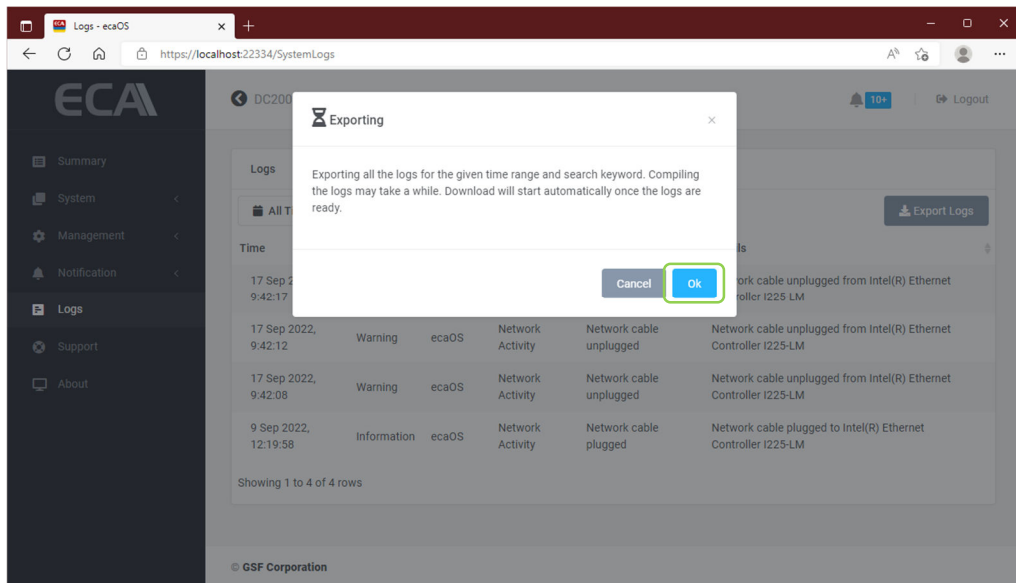 Logs - ecaOS
https://localhost:22334/SystemLogs
ECA
DC200
10+
Logout
Summary
System
Management
Notification
Logs
Support
About
Exporting
Exporting all the logs for the given time range and search keyword. Compiling
the logs may take a while. Download will start automatically once the logs are
ready.
Cancel
Ok
Logs
All Ti
Export Logs
Time
ls
17 Sep 2
9:42:17
ork cable unplugged from Intel(R) Ethernet
roller I225-LM
17 Sep 2022,
9:42:12
Warning
ecaOS
Network
Activity
Network cable
unplugged
Network cable unplugged from Intel(R) Ethernet
Controller I225-LM
17 Sep 2022,
9:42:08
Warning
ecaOS
Network
Activity
Network cable
unplugged
Network cable unplugged from Intel(R) Ethernet
Controller I225-LM
9 Sep 2022,
12:19:58
Information
ecaOS
Network
Activity
Network cable
plugged
Network cable plugged to Intel(R) Ethernet
Controller I225-LM
Showing 1 to 4 of 4 rows
© GSF Corporation